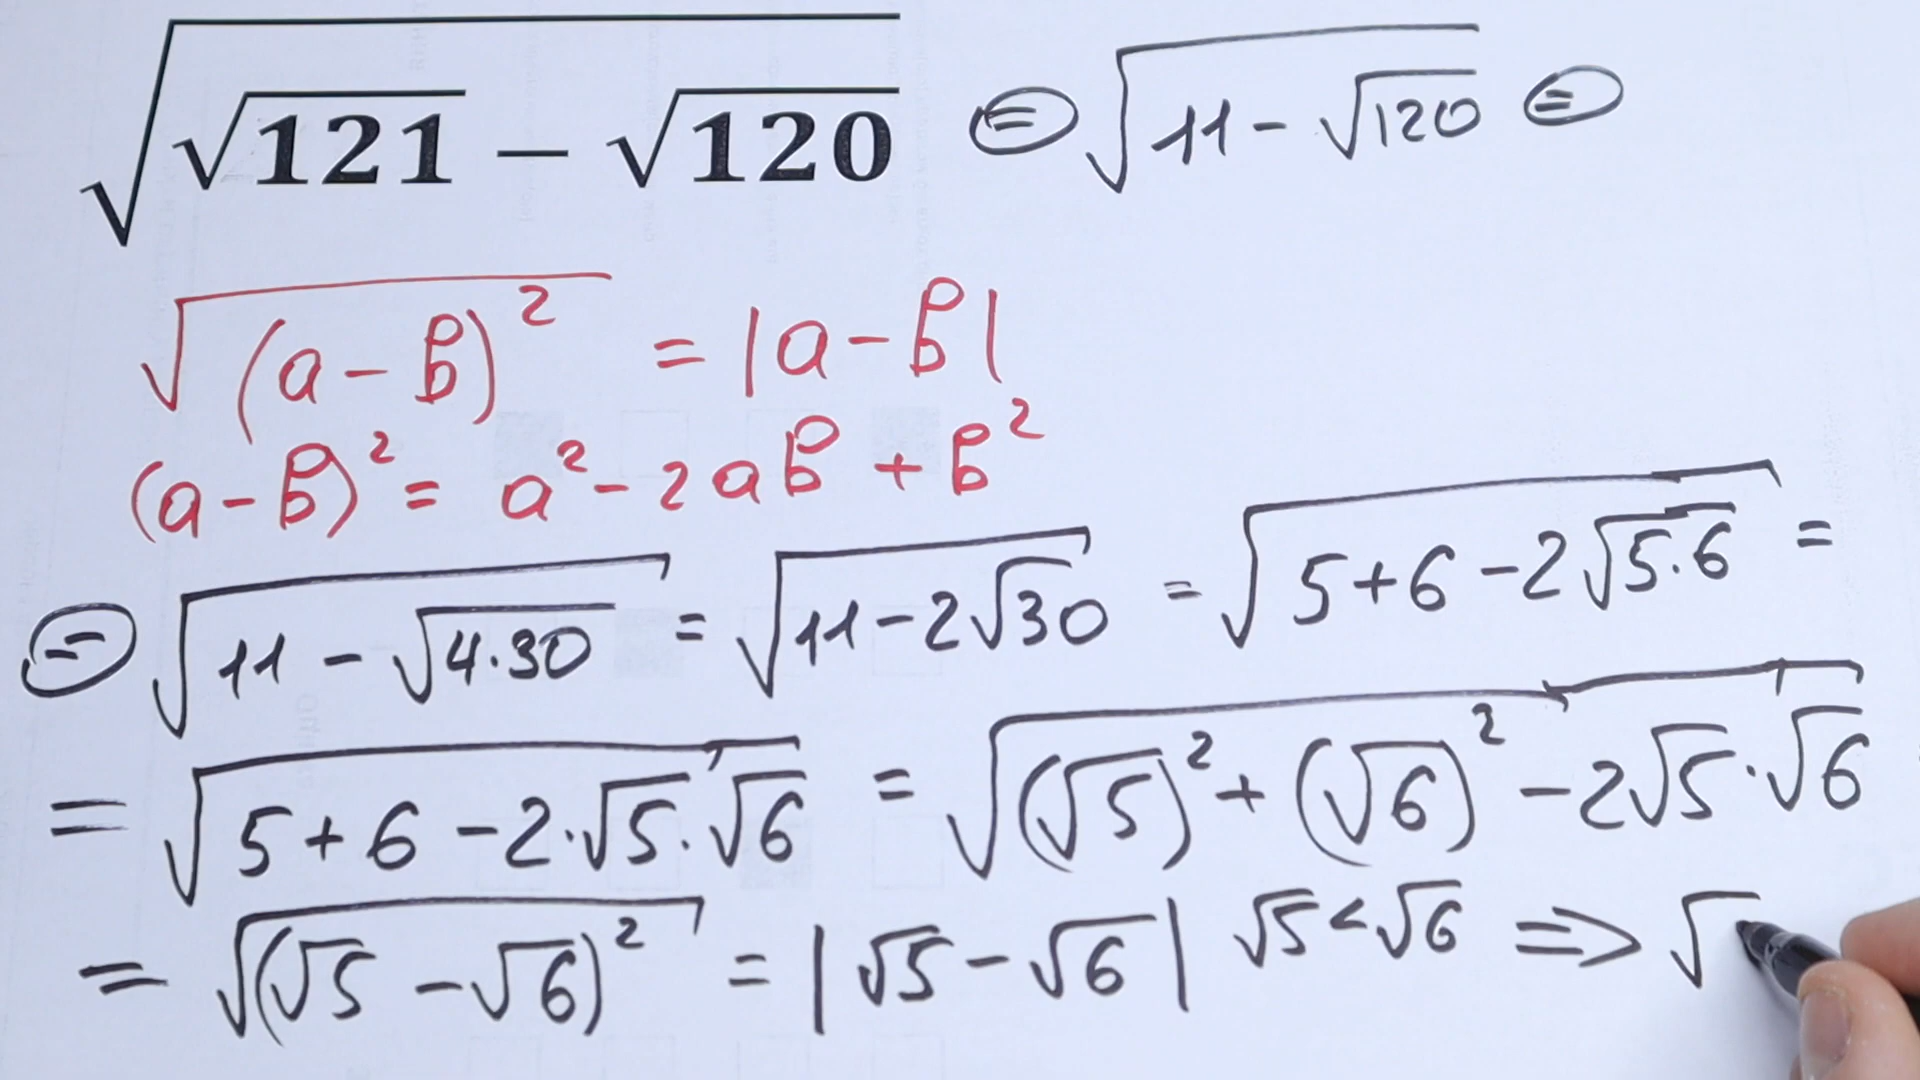 √(√121 − √120) = √(11 − √120) =
√(a − b)² = |a − b|
(a − b)² = a² − 2ab + b²
= √(11 − √(4·30)) = √(11 − 2√30) = √(5+6 − 2√(5·6)) =
= √(5+6 − 2·√5·√6) = √((√5)² + (√6)² − 2√5·√6)
= √((√5 − √6)²) = |√5 − √6| √5 < √6 ⇒ √